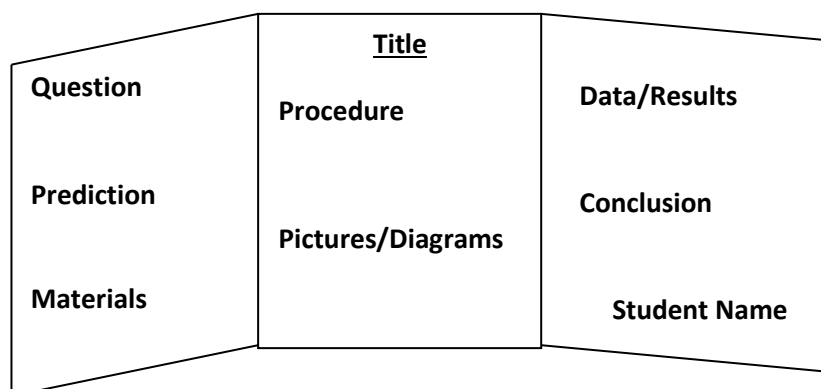 Question
Prediction
Materials
Title
Procedure
Pictures/Diagrams
Data/Results
Conclusion
Student Name